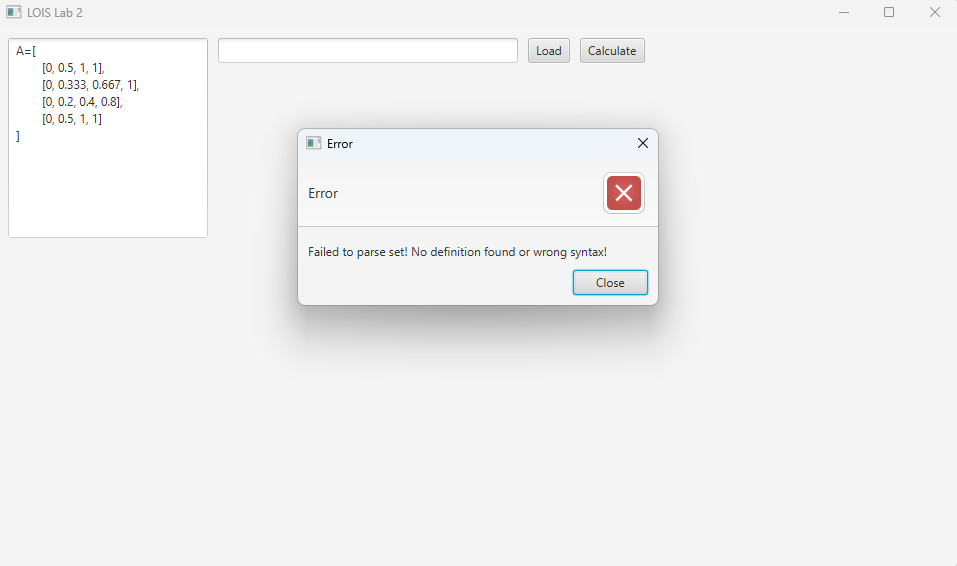 LOIS Lab 2
A=[
[0, 0.5, 1, 1],
[0, 0.333, 0.667, 1],
[0, 0.2, 0.4, 0.8],
[0, 0.5, 1, 1]
]
Load
Calculate
Error
Error
Failed to parse set! No definition found or wrong syntax!
Close